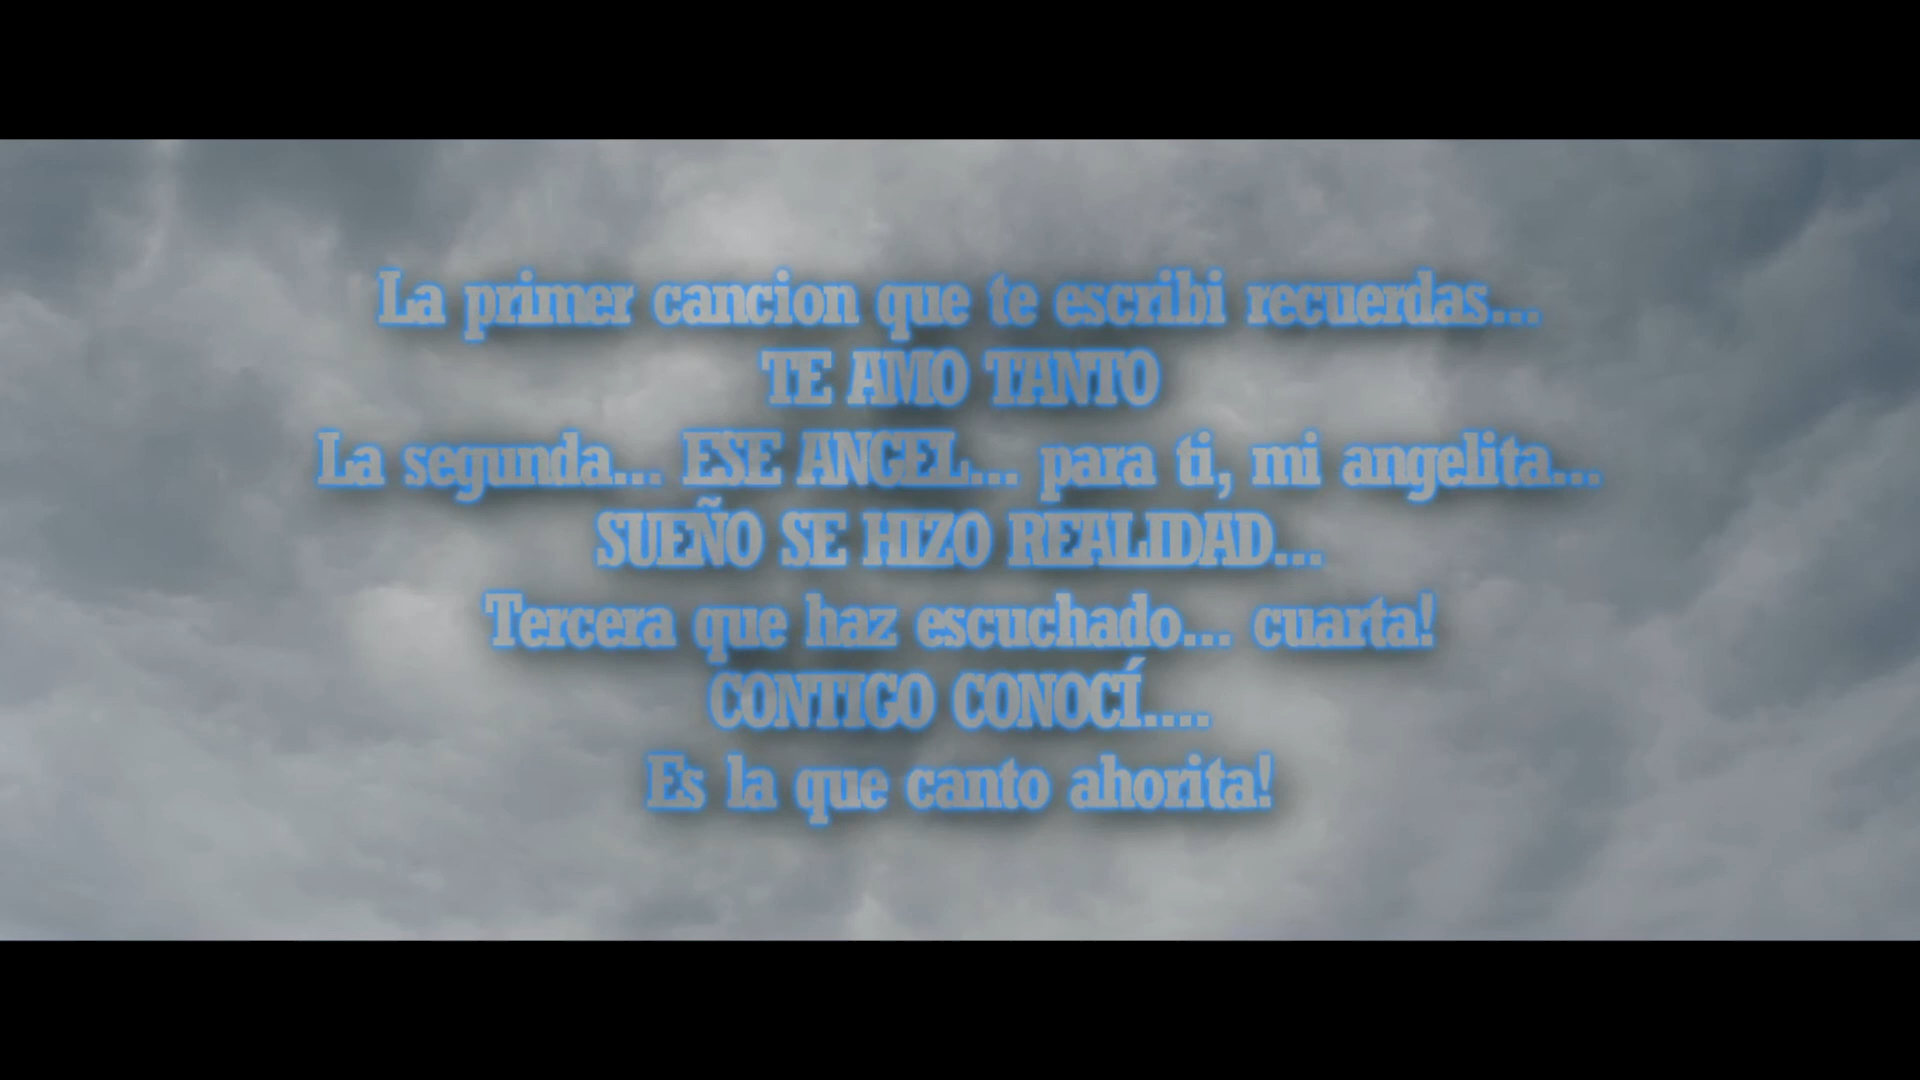 La primer cancion que te escribi recuerdas...
TE AMO TANTO
La segunda... ESE ANGEL... para ti, mi angelita...
SUEÑO SE HIZO REALIDAD...
Tercera que haz escuchado... cuarta!
CONTIGO CONOCÍ....
Es la que canto ahorita!